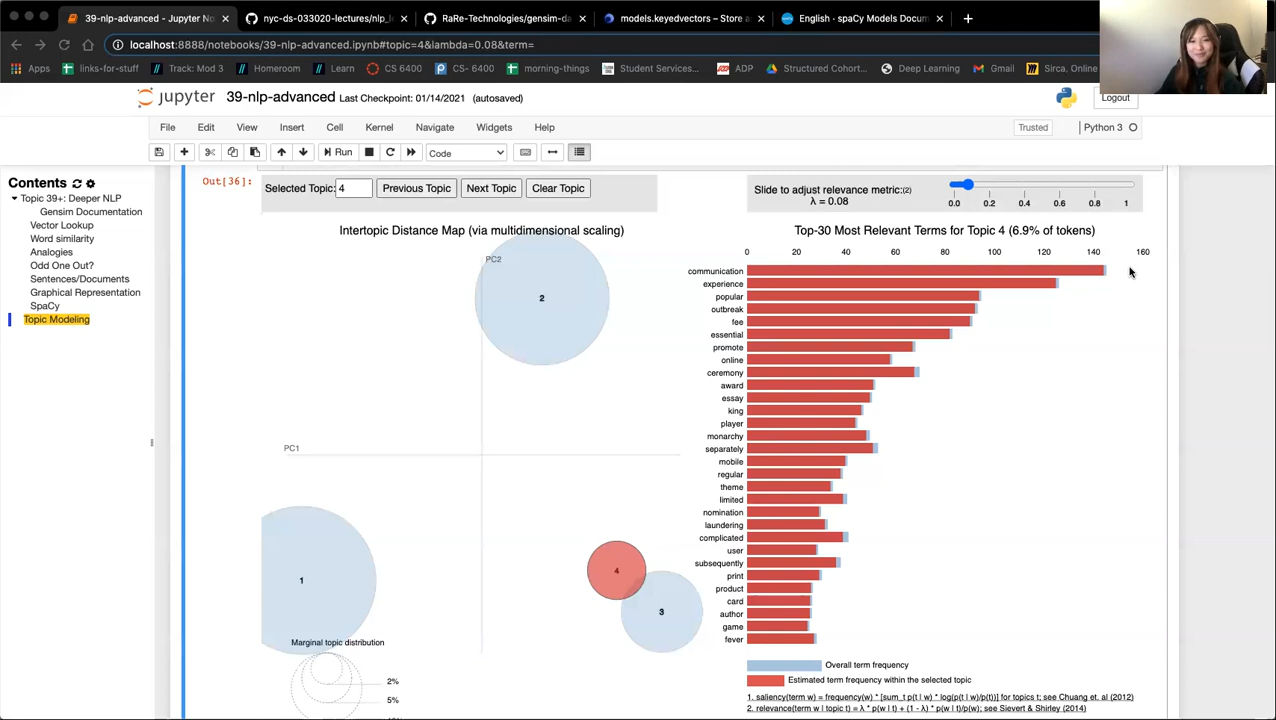 39-nlp-advanced - Jupyter No
nyc-ds-033020-lectures/nlp_l
RaRe-Technologies/gensim-da
models.keyedvectors – Store a
English · spaCy Models Docum
localhost:8888/notebooks/39-nlp-advanced.ipynb#topic=4&lambda=0.08&term=
Apps links-for-stuff Track: Mod 3 Homeroom Learn CS 6400 CS- 6400 morning-things Student Services... ADP Structured Cohort... Deep Learning Gmail Sirca, Online
jupyter 39-nlp-advanced Last Checkpoint: 01/14/2021 (autosaved)
Logout
File Edit View Insert Cell Kernel Navigate Widgets Help
Trusted Python 3
Run Code
Contents
Topic 39+: Deeper NLP
Gensim Documentation
Vector Lookup
Word similarity
Analogies
Odd One Out?
Sentences/Documents
Graphical Representation
SpaCy
Topic Modeling
Out[36]:
Selected Topic: 4 Previous Topic Next Topic Clear Topic
Slide to adjust relevance metric:(2)
λ = 0.08
0.0 0.2 0.4 0.6 0.8 1
Intertopic Distance Map (via multidimensional scaling)
PC2
2
PC1
1
4
3
Marginal topic distribution
2%
5%
Top-30 Most Relevant Terms for Topic 4 (6.9% of tokens)
0 20 40 60 80 100 120 140 160
communication
experience
popular
outbreak
fee
essential
promote
online
ceremony
award
essay
king
player
monarchy
separately
mobile
regular
theme
limited
nomination
laundering
complicated
user
subsequently
print
product
card
author
game
fever
Overall term frequency
Estimated term frequency within the selected topic
1. saliency(term w) = frequency(w) * [sum_t p(t | w) * log(p(t | w)/p(t))] for topics t; see Chuang et. al (2012)
2. relevance(term w | topic t) = λ * p(w | t) + (1 - λ) * p(w | t)/p(w); see Sievert & Shirley (2014)